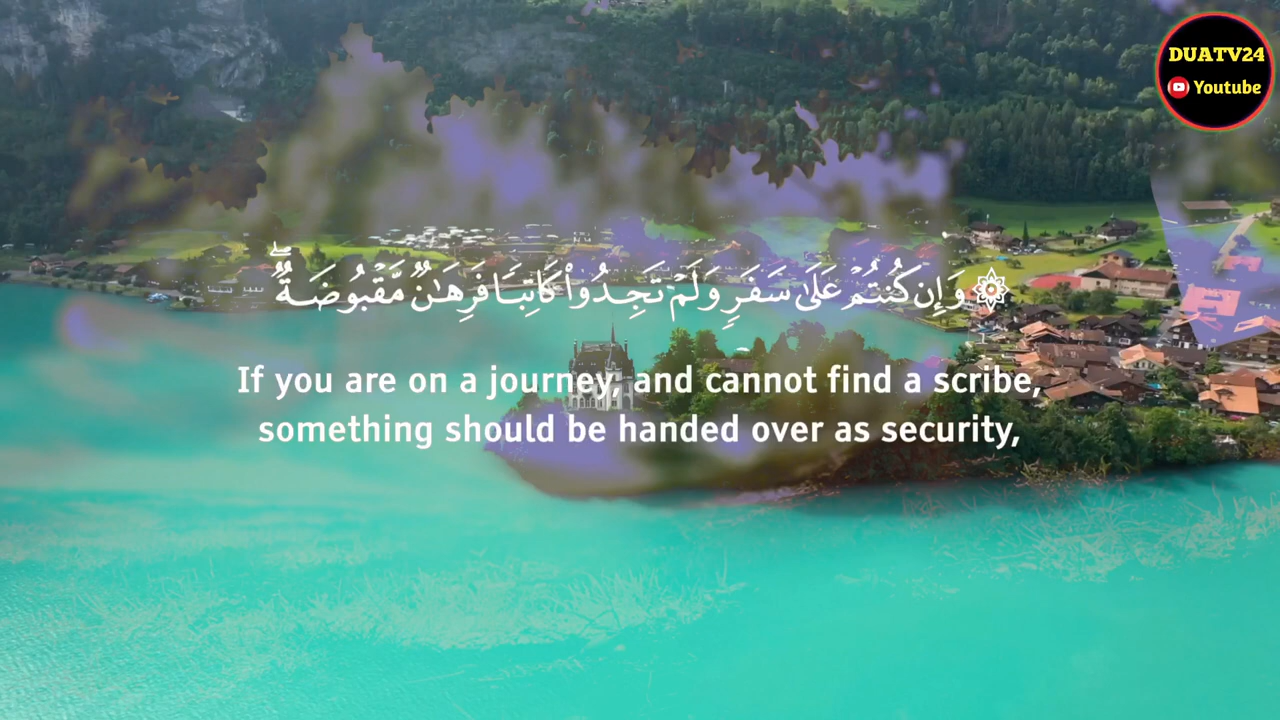 DUATV24
Youtube
۞ وَإِن كُنتُمْ عَلَىٰ سَفَرٍ وَلَمْ تَجِدُوا۟ كَاتِبًا فَرِهَـٰنٌ مَّقْبُوضَةٌ ۖ
If you are on a journey, and cannot find a scribe,
something should be handed over as security,